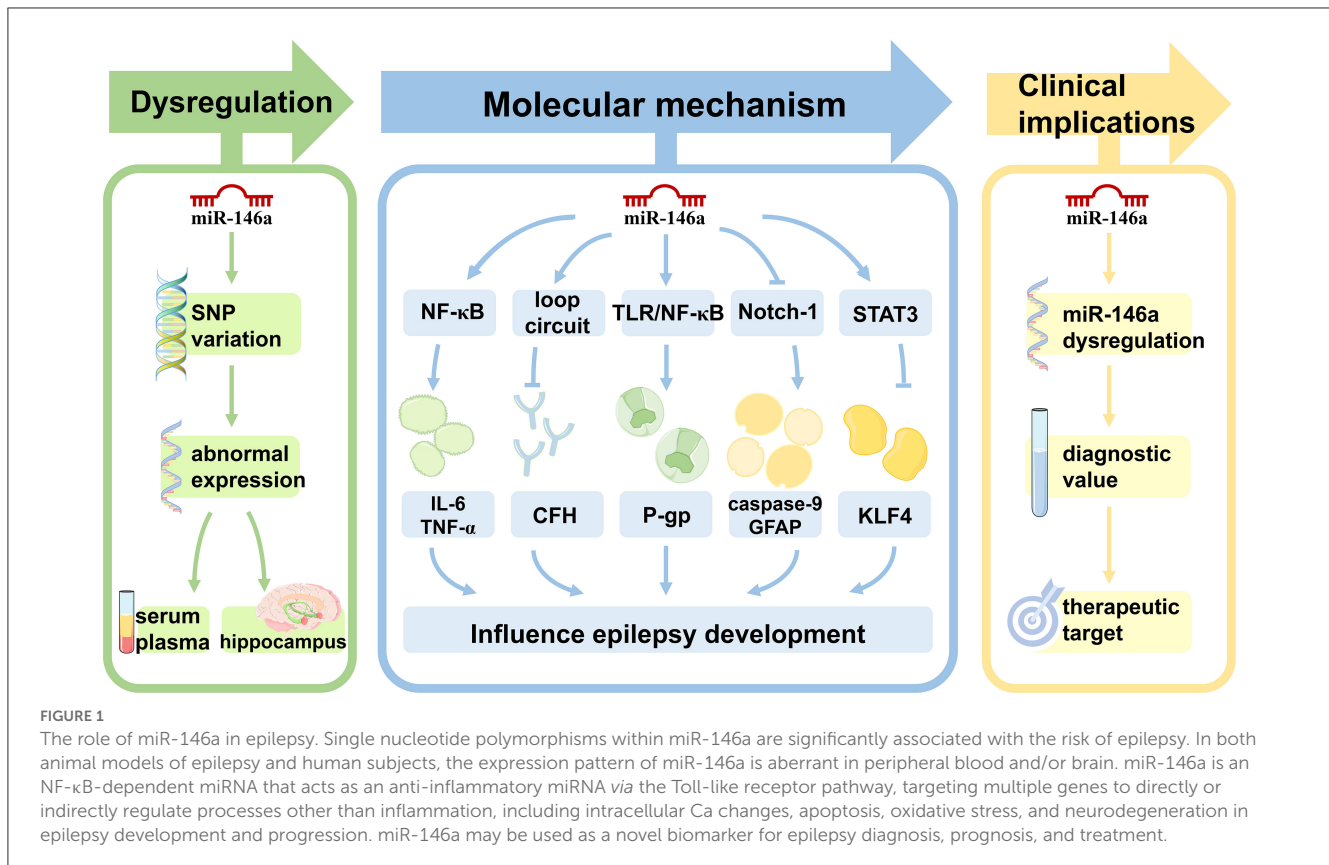 Dysregulation
Molecular mechanism
Clinical
implications
miR-146a
SNP
variation
abnormal
expression
serum
plasma
hippocampus
miR-146a
NF-κB
loop
circuit
TLR/NF-κB
Notch-1
STAT3
IL-6
TNF-α
CFH
P-gp
caspase-9
GFAP
KLF4
Influence epilepsy development
miR-146a
miR-146a
dysregulation
diagnostic
value
therapeutic
target
FIGURE 1
The role of miR-146a in epilepsy. Single nucleotide polymorphisms within miR-146a are significantly associated with the risk of epilepsy. In both
animal models of epilepsy and human subjects, the expression pattern of miR-146a is aberrant in peripheral blood and/or brain. miR-146a is an
NF-κB-dependent miRNA that acts as an anti-inflammatory miRNA via the Toll-like receptor pathway, targeting multiple genes to directly or
indirectly regulate processes other than inflammation, including intracellular Ca changes, apoptosis, oxidative stress, and neurodegeneration in
epilepsy development and progression. miR-146a may be used as a novel biomarker for epilepsy diagnosis, prognosis, and treatment.